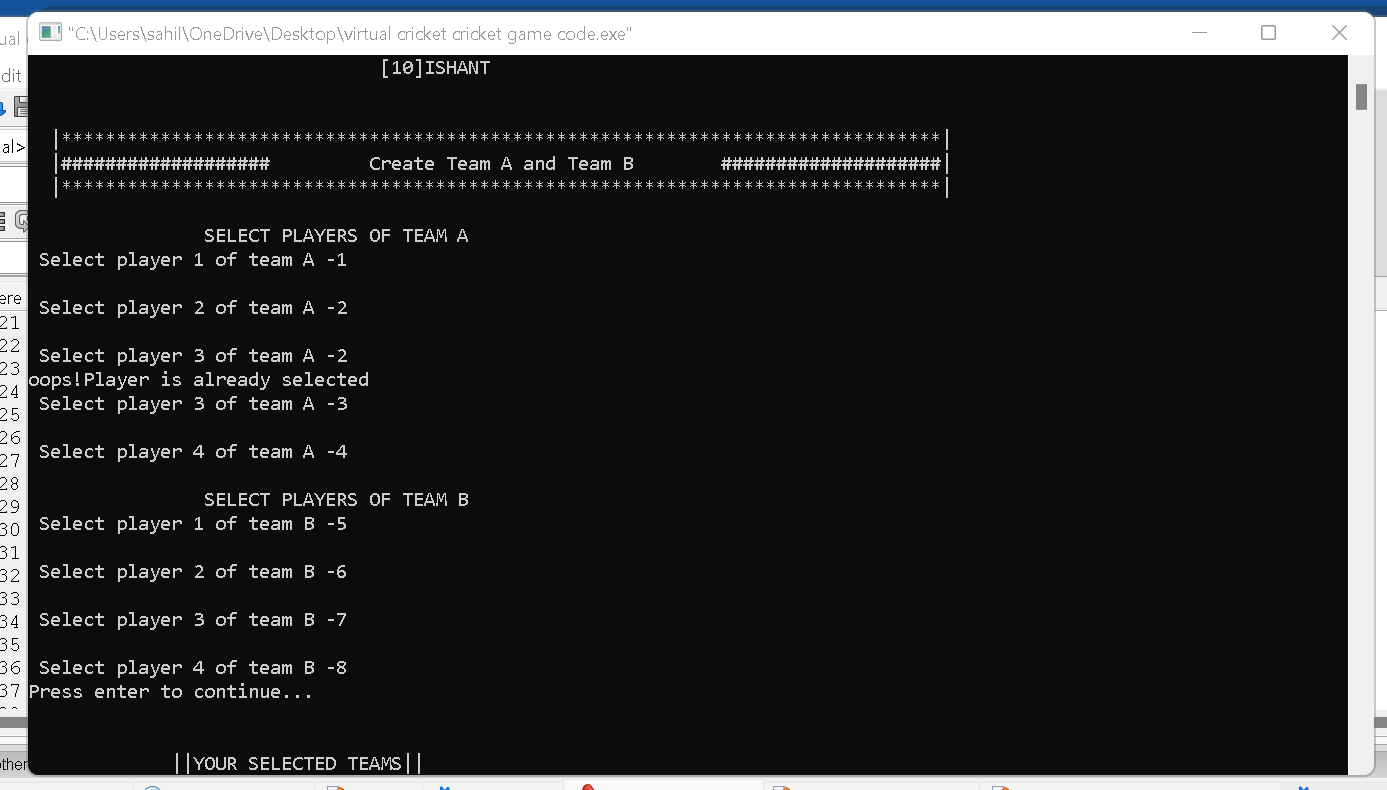 "C:\Users\sahil\OneDrive\Desktop\virtual cricket cricket game code.exe"
[10]ISHANT
|********************************************************************************|
|################### Create Team A and Team B ####################|
|********************************************************************************|
SELECT PLAYERS OF TEAM A
Select player 1 of team A -1
Select player 2 of team A -2
Select player 3 of team A -2
oops!Player is already selected
Select player 3 of team A -3
Select player 4 of team A -4
SELECT PLAYERS OF TEAM B
Select player 1 of team B -5
Select player 2 of team B -6
Select player 3 of team B -7
Select player 4 of team B -8
Press enter to continue...
||YOUR SELECTED TEAMS||
ual
dit
al>
ere
21
22
23
24
25
26
27
28
29
30
31
32
33
34
35
36
37
other